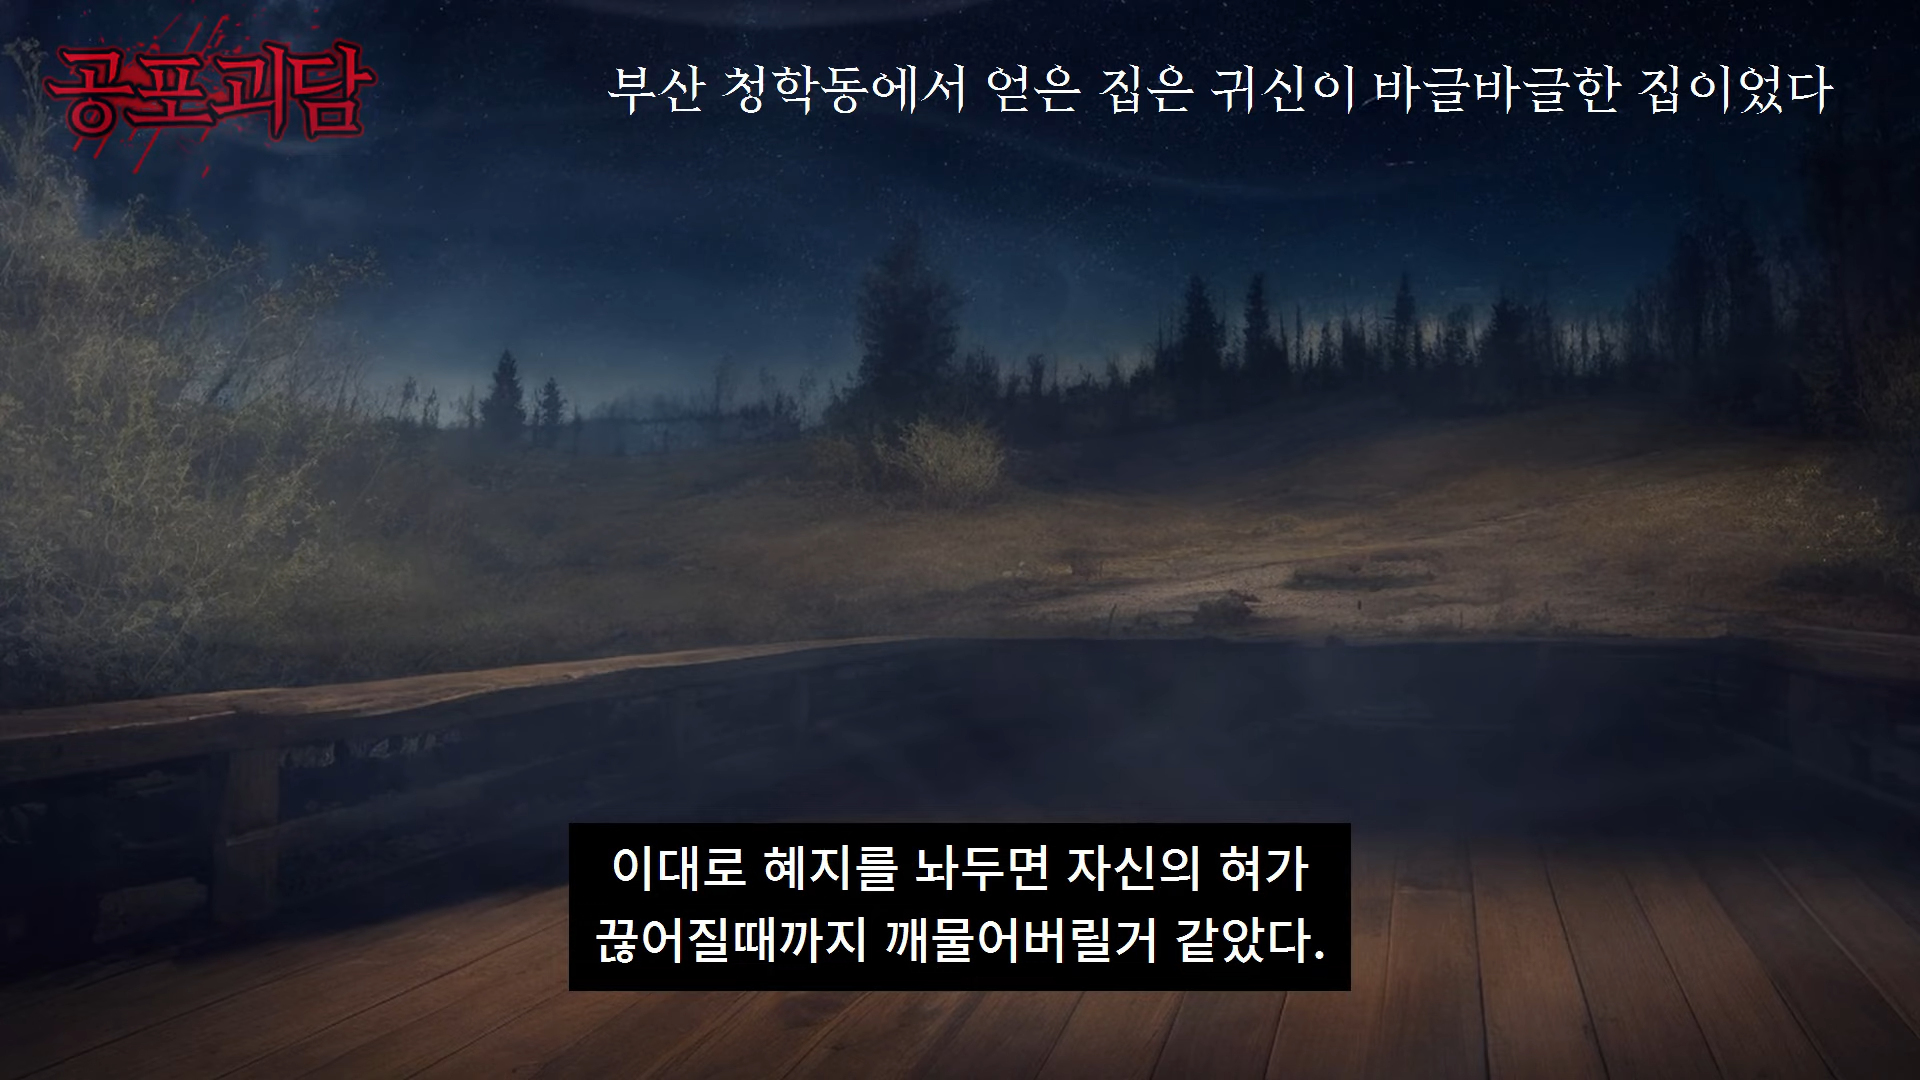 공포괴담
부산 청학동에서 얻은 집은 귀신이 바글바글한 집이었다
이대로 혜지를 놔두면 자신의 혀가
끊어질때까지 깨물어버릴거 같았다.